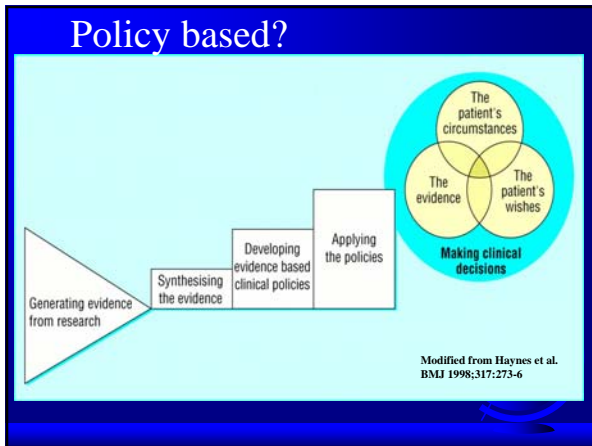 Policy based?
Generating evidence
from research
Synthesising
the evidence
Developing
evidence based
clinical policies
Applying
the policies
The
patient's
circumstances
The
evidence
The
patient's
wishes
Making clinical
decisions
Modified from Haynes et al.
BMJ 1998;317:273-6